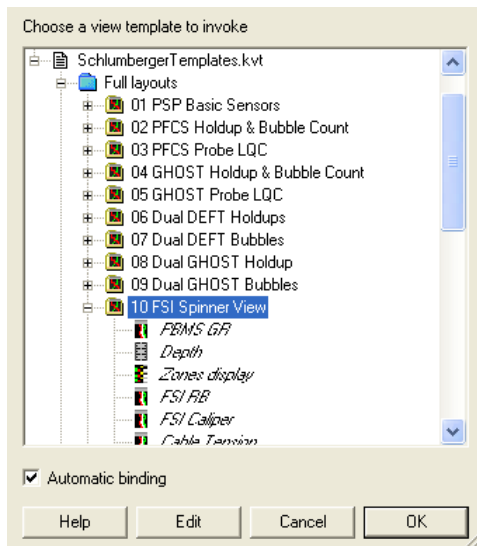 Choose a view template to invoke
SchlumbergerTemplates.kvt
Full layouts
01 PSP Basic Sensors
02 PFCS Holdup & Bubble Count
03 PFCS Probe LQC
04 GHOST Holdup & Bubble Count
05 GHOST Probe LQC
06 Dual DEFT Holdups
07 Dual DEFT Bubbles
08 Dual GHOST Holdup
09 Dual GHOST Bubbles
10 FSI Spinner View
PBMS GR
Depth
Zones display
FSI RB
FSI Caliper
Cable Tension
Automatic binding
Help Edit Cancel OK